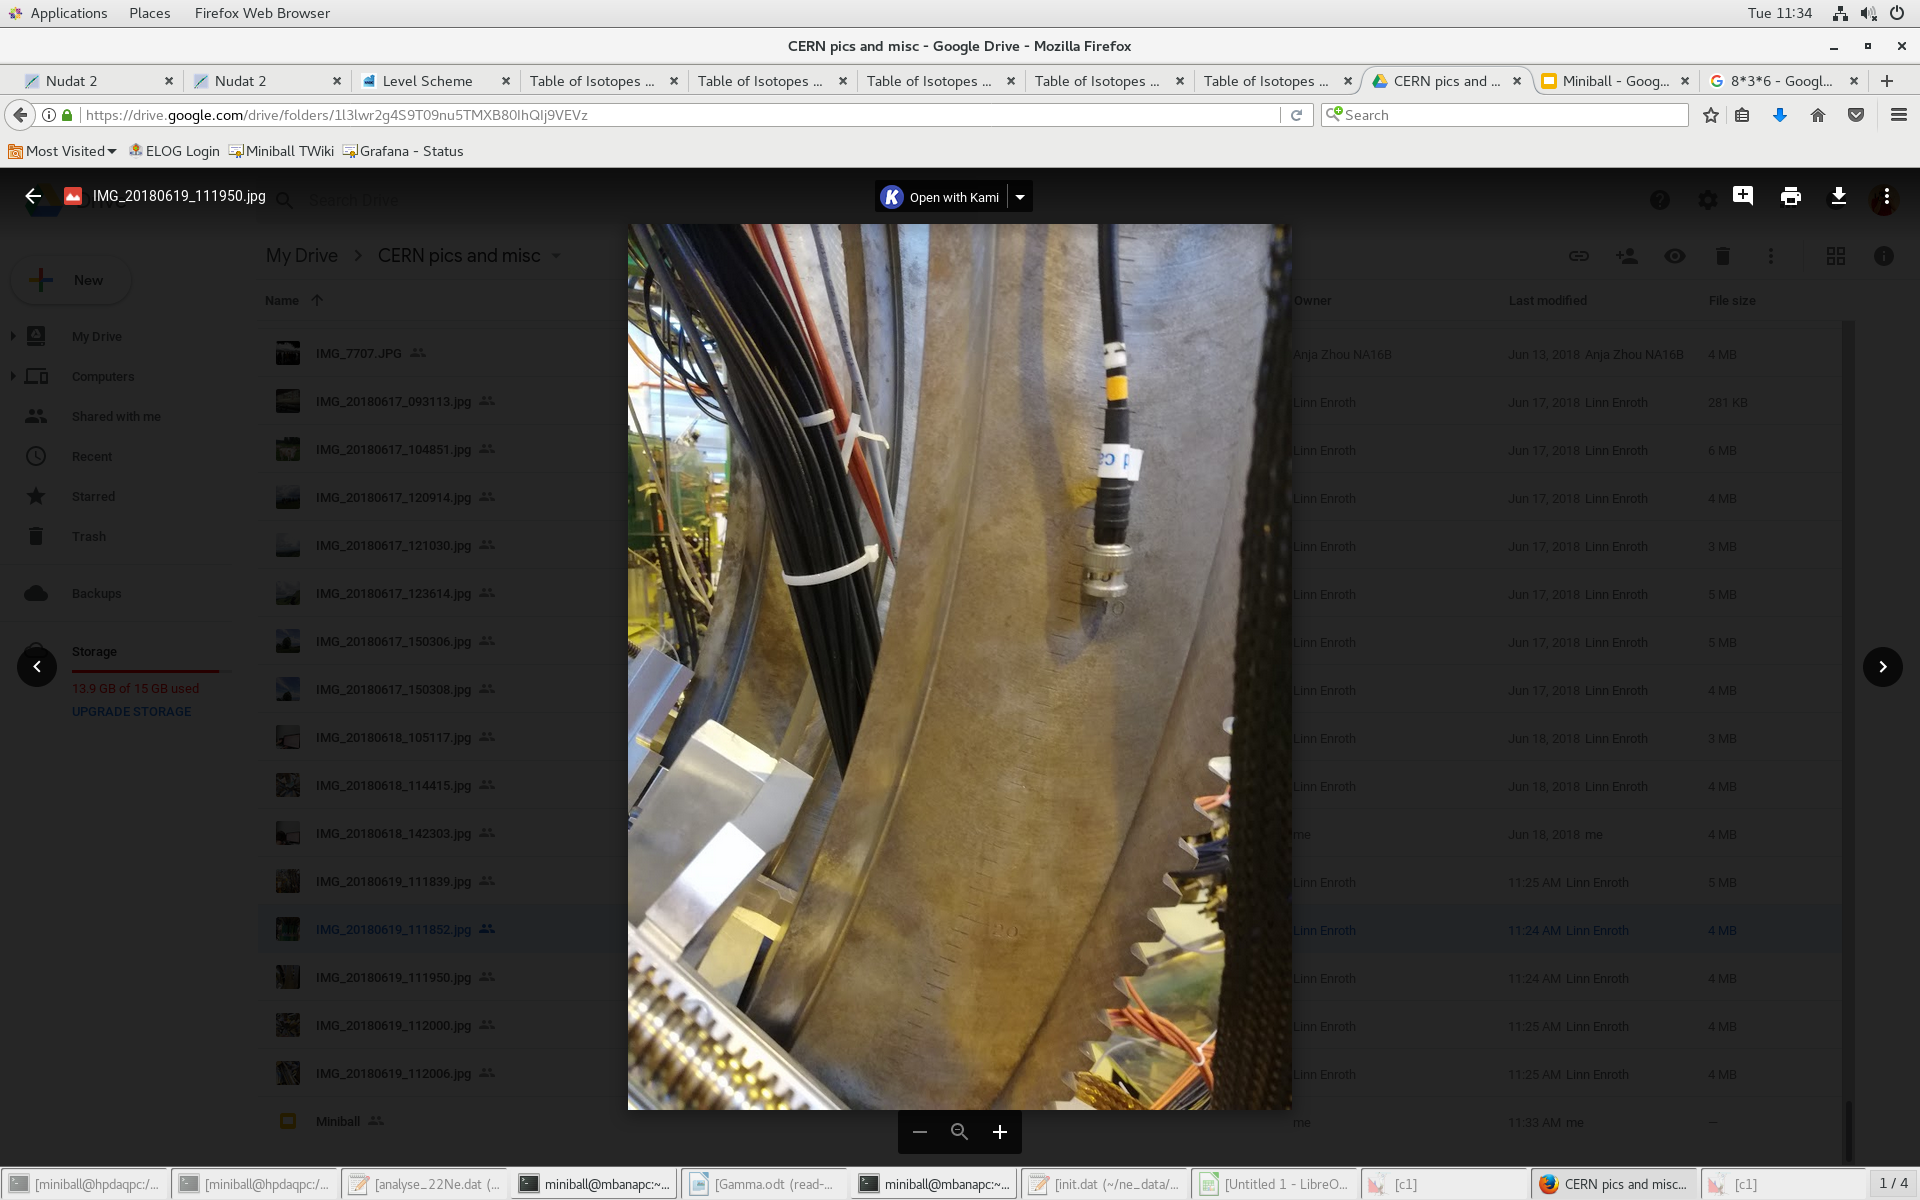 Applications Places Firefox Web Browser Tue 11:34
CERN pics and misc - Google Drive - Mozilla Firefox
Nudat 2 Nudat 2 Level Scheme Table of Isotopes ... Table of Isotopes ... Table of Isotopes ... Table of Isotopes ... Table of Isotopes ... CERN pics and ... Miniball - Goog... 8*3*6 - Googl...
https://drive.google.com/drive/folders/1l3lwr2g4S9T09nu5TMXB80IhQIj9VEVz Search
Most Visited ELOG Login Miniball TWiki Grafana - Status
IMG_20180619_111950.jpg Search Drive Open with Kami
My Drive > CERN pics and misc
New
Name Owner Last modified File size
My Drive
IMG_7707.JPG Anja Zhou NA16B Jun 13, 2018 Anja Zhou NA16B 4 MB
Computers
IMG_20180617_093113.jpg Linn Enroth Jun 17, 2018 Linn Enroth 281 KB
Shared with me
IMG_20180617_104851.jpg Linn Enroth Jun 17, 2018 Linn Enroth 6 MB
Recent
IMG_20180617_120914.jpg Linn Enroth Jun 17, 2018 Linn Enroth 4 MB
Starred
Trash
IMG_20180617_121030.jpg Linn Enroth Jun 17, 2018 Linn Enroth 3 MB
Backups
IMG_20180617_123614.jpg Linn Enroth Jun 17, 2018 Linn Enroth 5 MB
10
Storage
IMG_20180617_150306.jpg Linn Enroth Jun 17, 2018 Linn Enroth 5 MB
13.9 GB of 15 GB used
IMG_20180617_150308.jpg Linn Enroth Jun 17, 2018 Linn Enroth 4 MB
UPGRADE STORAGE
IMG_20180618_105117.jpg Linn Enroth Jun 18, 2018 Linn Enroth 3 MB
IMG_20180618_114415.jpg Linn Enroth Jun 18, 2018 Linn Enroth 4 MB
IMG_20180618_142303.jpg me Jun 18, 2018 me 4 MB
IMG_20180619_111839.jpg Linn Enroth 11:25 AM Linn Enroth 5 MB
IMG_20180619_111852.jpg Linn Enroth 11:24 AM Linn Enroth 4 MB
20
IMG_20180619_111950.jpg Linn Enroth 11:24 AM Linn Enroth 4 MB
IMG_20180619_112000.jpg Linn Enroth 11:25 AM Linn Enroth 4 MB
IMG_20180619_112006.jpg Linn Enroth 11:25 AM Linn Enroth 4 MB
Miniball me 11:33 AM me —
[miniball@hpdaqpc:/... [miniball@hpdaqpc:/... [analyse_22Ne.dat (... miniball@mbanapc:~... [Gamma.odt (read-... miniball@mbanapc:~... [init.dat (~/ne_data/... [Untitled 1 - LibreO... [c1] CERN pics and misc... [c1] 1 / 4